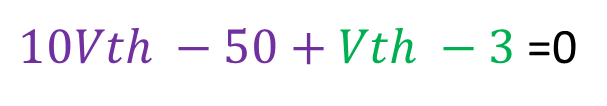 10Vth − 50 + Vth − 3 =0